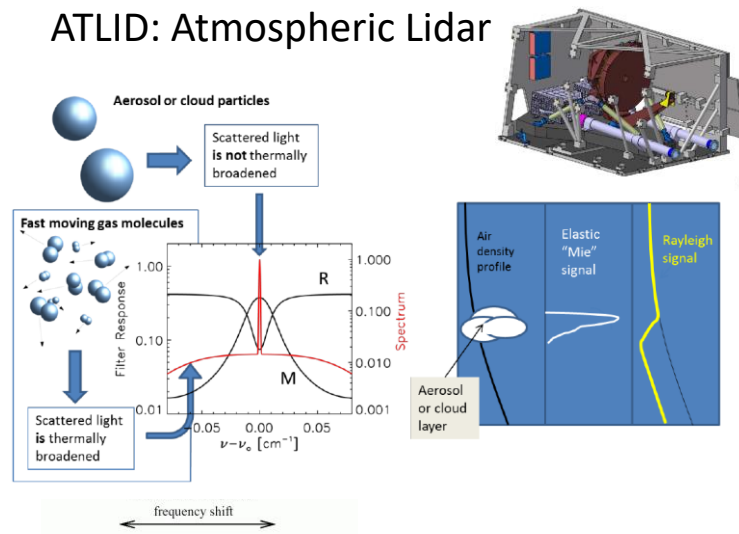 ATLID: Atmospheric Lidar
Aerosol or cloud particles
Scattered light
is not thermally
broadened
Fast moving gas molecules
1.00
0.10
0.01
Filter Response
R
M
1.000
0.100
0.010
0.001
Spectrum
-0.05
0.00
0.05
ν-ν₀ [cm⁻¹]
Scattered light
is thermally
broadened
frequency shift
Air
density
profile
Elastic
"Mie"
signal
Rayleigh
signal
Aerosol
or cloud
layer